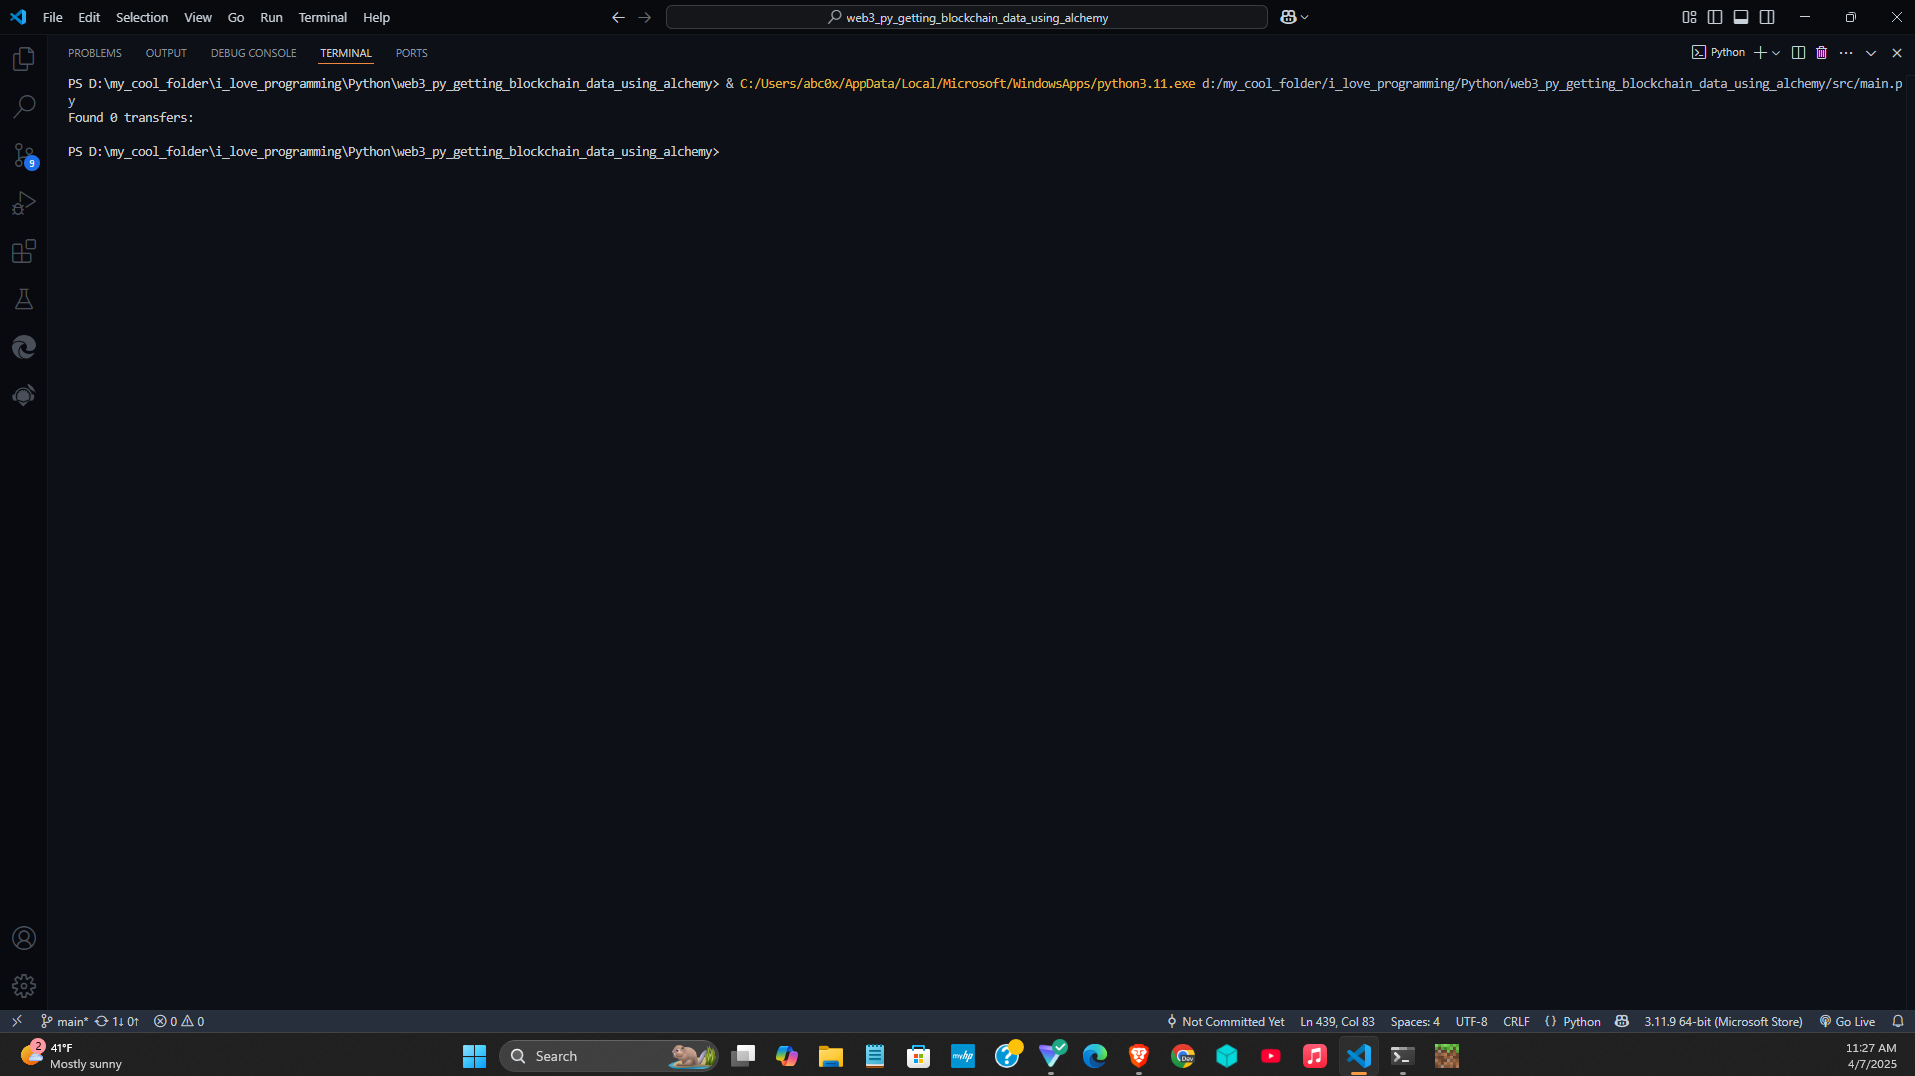 File Edit Selection View Go Run Terminal Help
web3_py_getting_blockchain_data_using_alchemy
PROBLEMS OUTPUT DEBUG CONSOLE TERMINAL PORTS
Python
PS D:\my_cool_folder\i_love_programming\Python\web3_py_getting_blockchain_data_using_alchemy> & C:/Users/abc0x/AppData/Local/Microsoft/WindowsApps/python3.11.exe d:/my_cool_folder/i_love_programming/Python/web3_py_getting_blockchain_data_using_alchemy/src/main.p
y
Found 0 transfers:
PS D:\my_cool_folder\i_love_programming\Python\web3_py_getting_blockchain_data_using_alchemy>
9
main* 1↓ 0↑ 0 0 Not Committed Yet Ln 439, Col 83 Spaces: 4 UTF-8 CRLF {} Python 3.11.9 64-bit (Microsoft Store) Go Live
2
41°F
Mostly sunny
Search
myhp
Dev
11:27 AM
4/7/2025